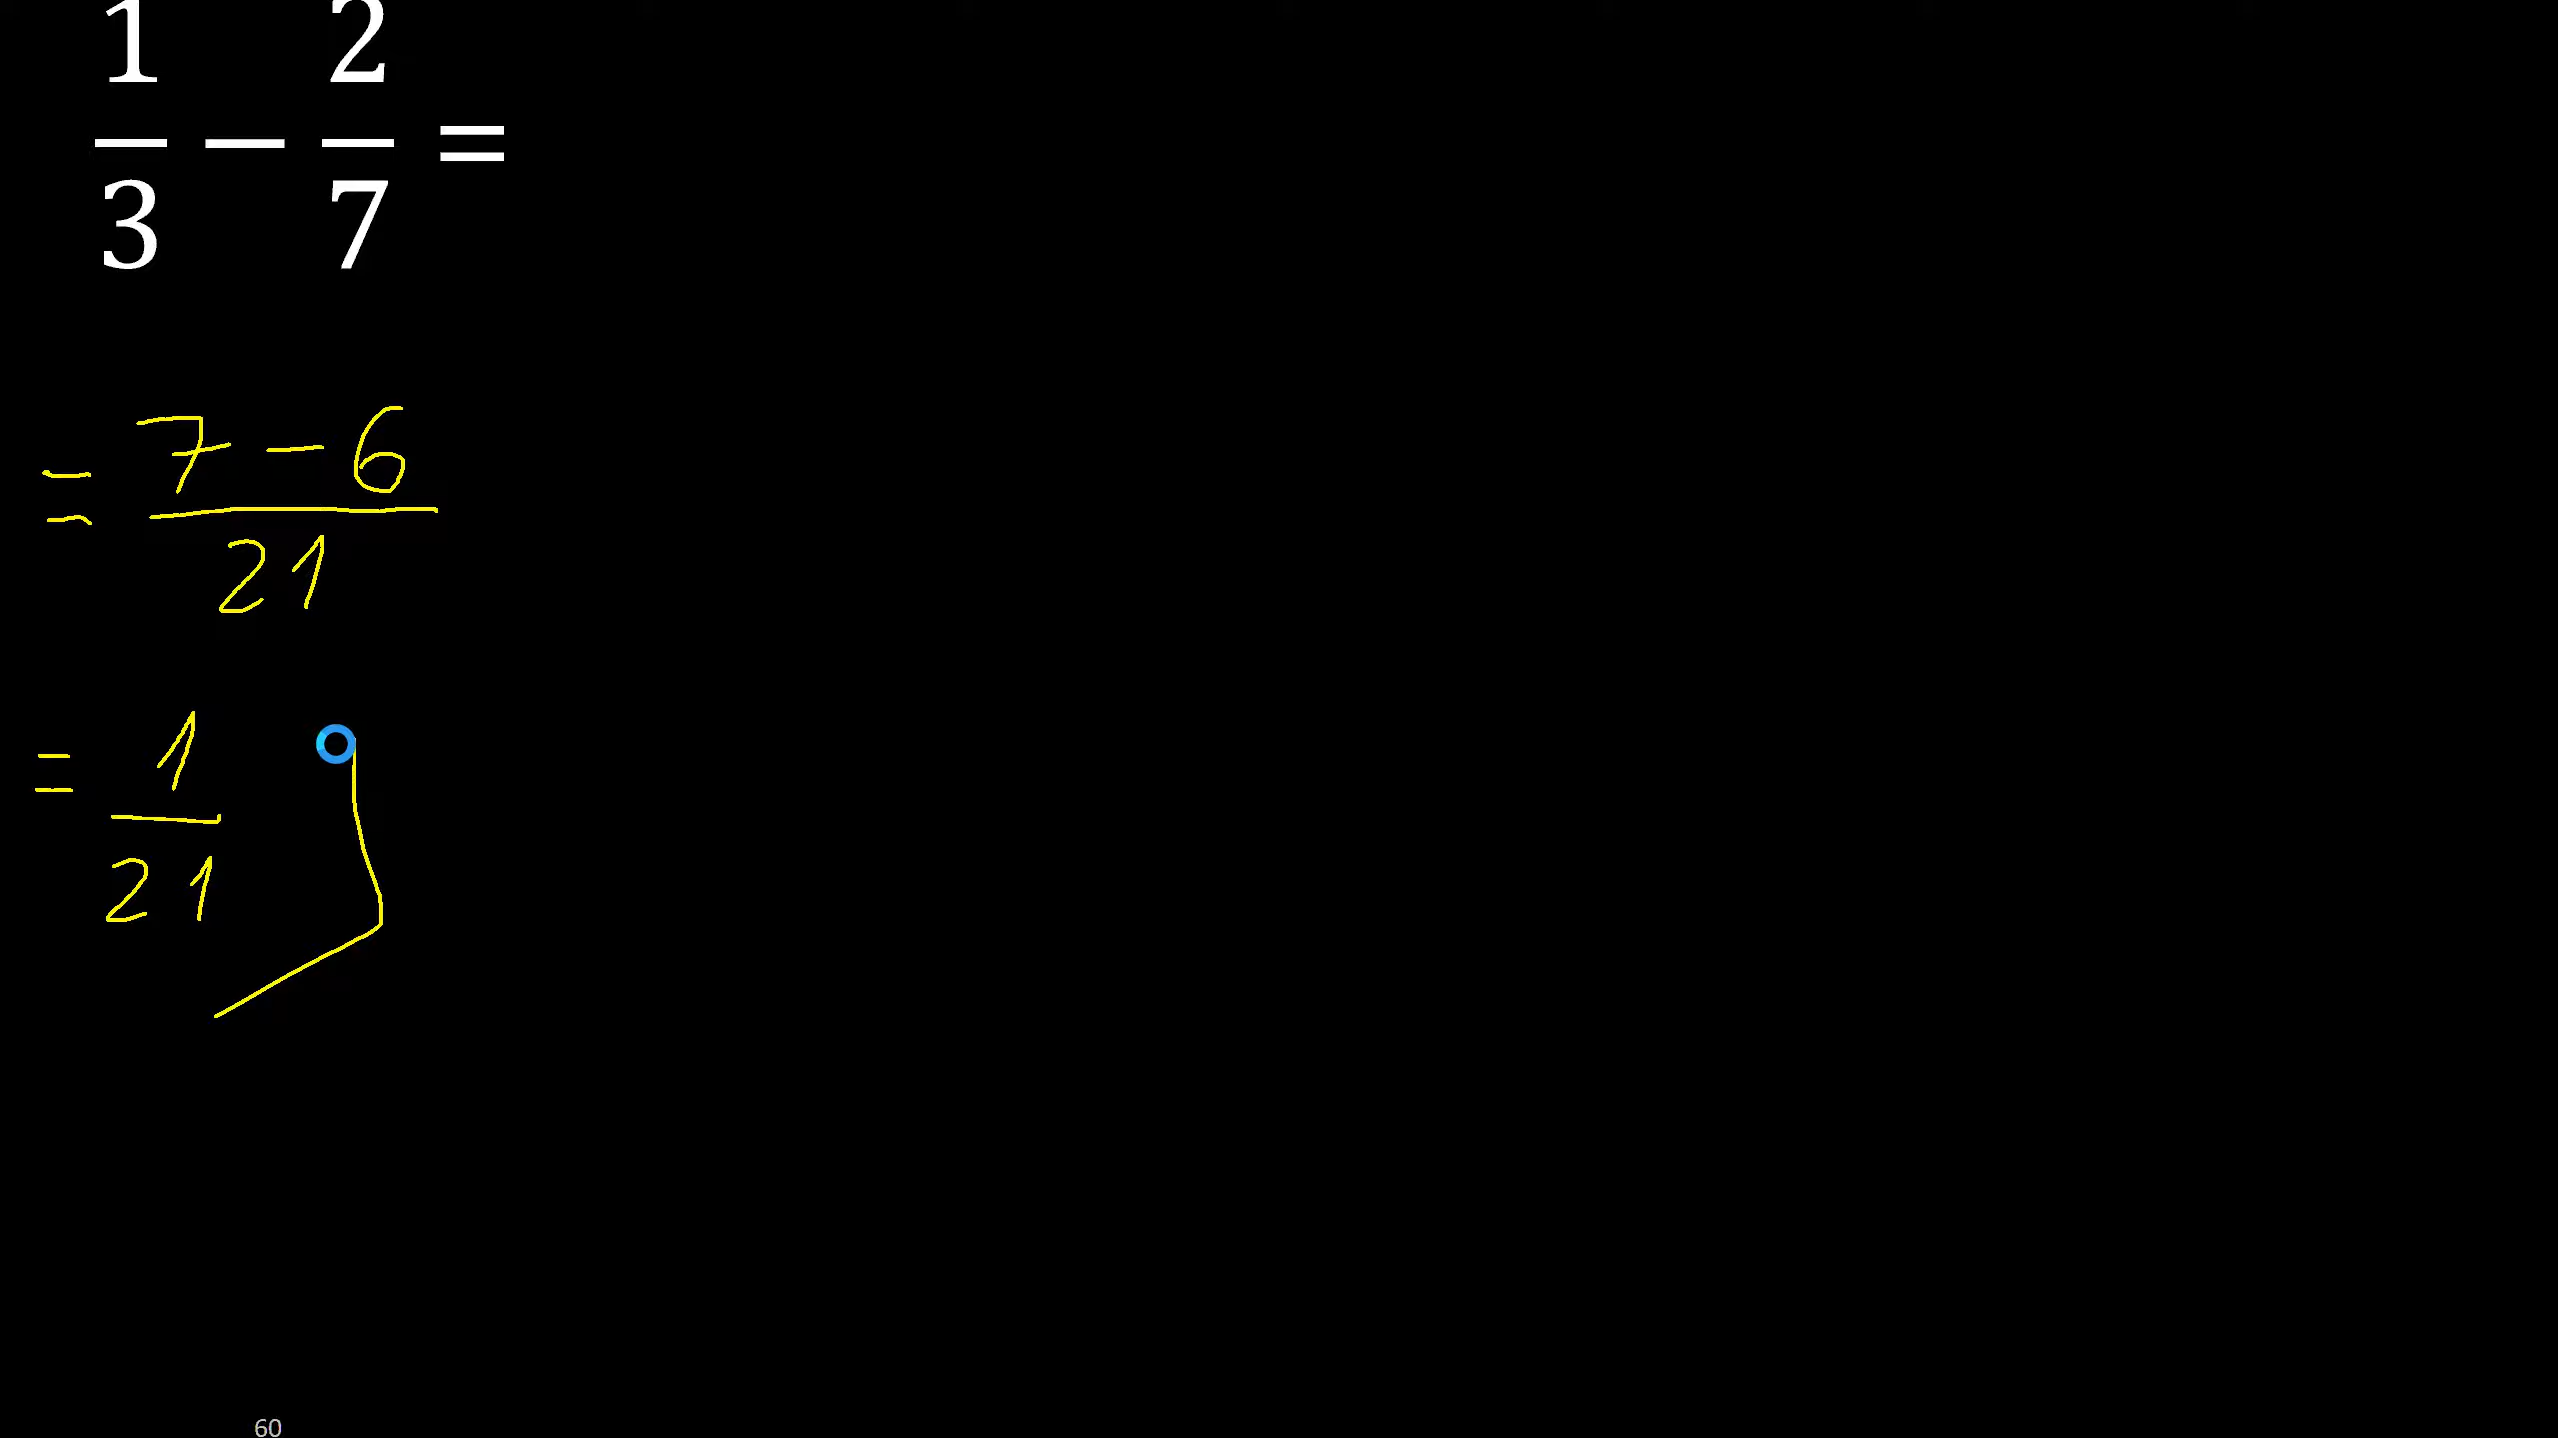 1/3 − 2/7 =
= 7 − 6 / 21
= 1/21
60